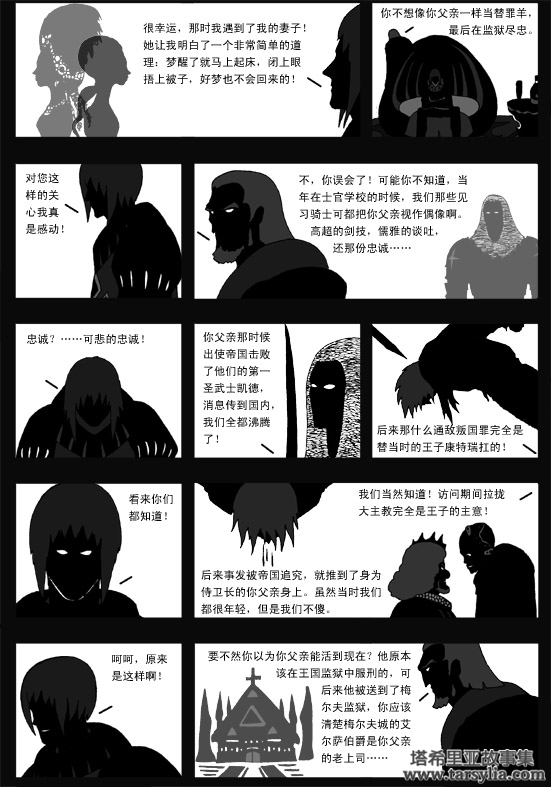 很幸运，那时我遇到了我的妻子！
她让我明白了一个非常简单的道
理：梦醒了就马上起床，闭上眼
捂上被子，好梦也不会回来的！
你不想像你父亲一样当替罪羊，
最后在监狱尽忠。
对您这
样的关
心我真
是感动！
不，你误会了！可能你不知道，当
年在士官学校的时候，我们那些见
习骑士可都把你父亲视作偶像啊。
高超的剑技，儒雅的谈吐，
还那份忠诚……
忠诚？……可悲的忠诚！
你父亲那时候
出使帝国击败
了他们的第一
圣武士凯德，
消息传到国内，
我们全都沸腾
了！
后来那什么通敌叛国罪完全是
替当时的王子康特瑞扛的！
看来你们
都知道！
我们当然知道！访问期间拉拢
大主教完全是王子的主意！
后来事发被帝国追究，就推到了身为
侍卫长的你父亲身上。虽然当时我们
都很年轻，但是我们不傻。
呵呵，原来
是这样啊！
要不然你以为你父亲能活到现在？他原本
该在王国监狱中服刑的，可
后来他被送到了梅
尔夫监狱，你应该
清楚梅尔夫城的艾
尔萨伯爵是你父亲
的老上司……
塔希里亚故事集
www.tarsylia.com